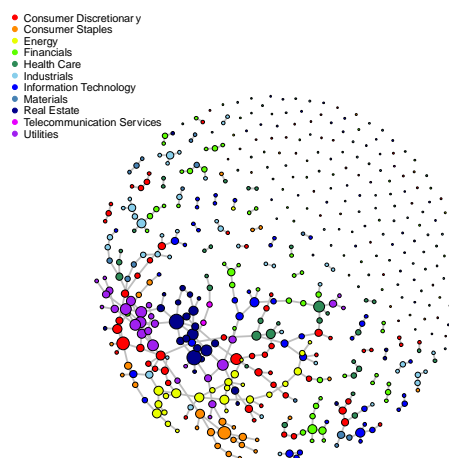 Consumer Discretionary
Consumer Staples
Energy
Financials
Health Care
Industrials
Information Technology
Materials
Real Estate
Telecommunication Services
Utilities